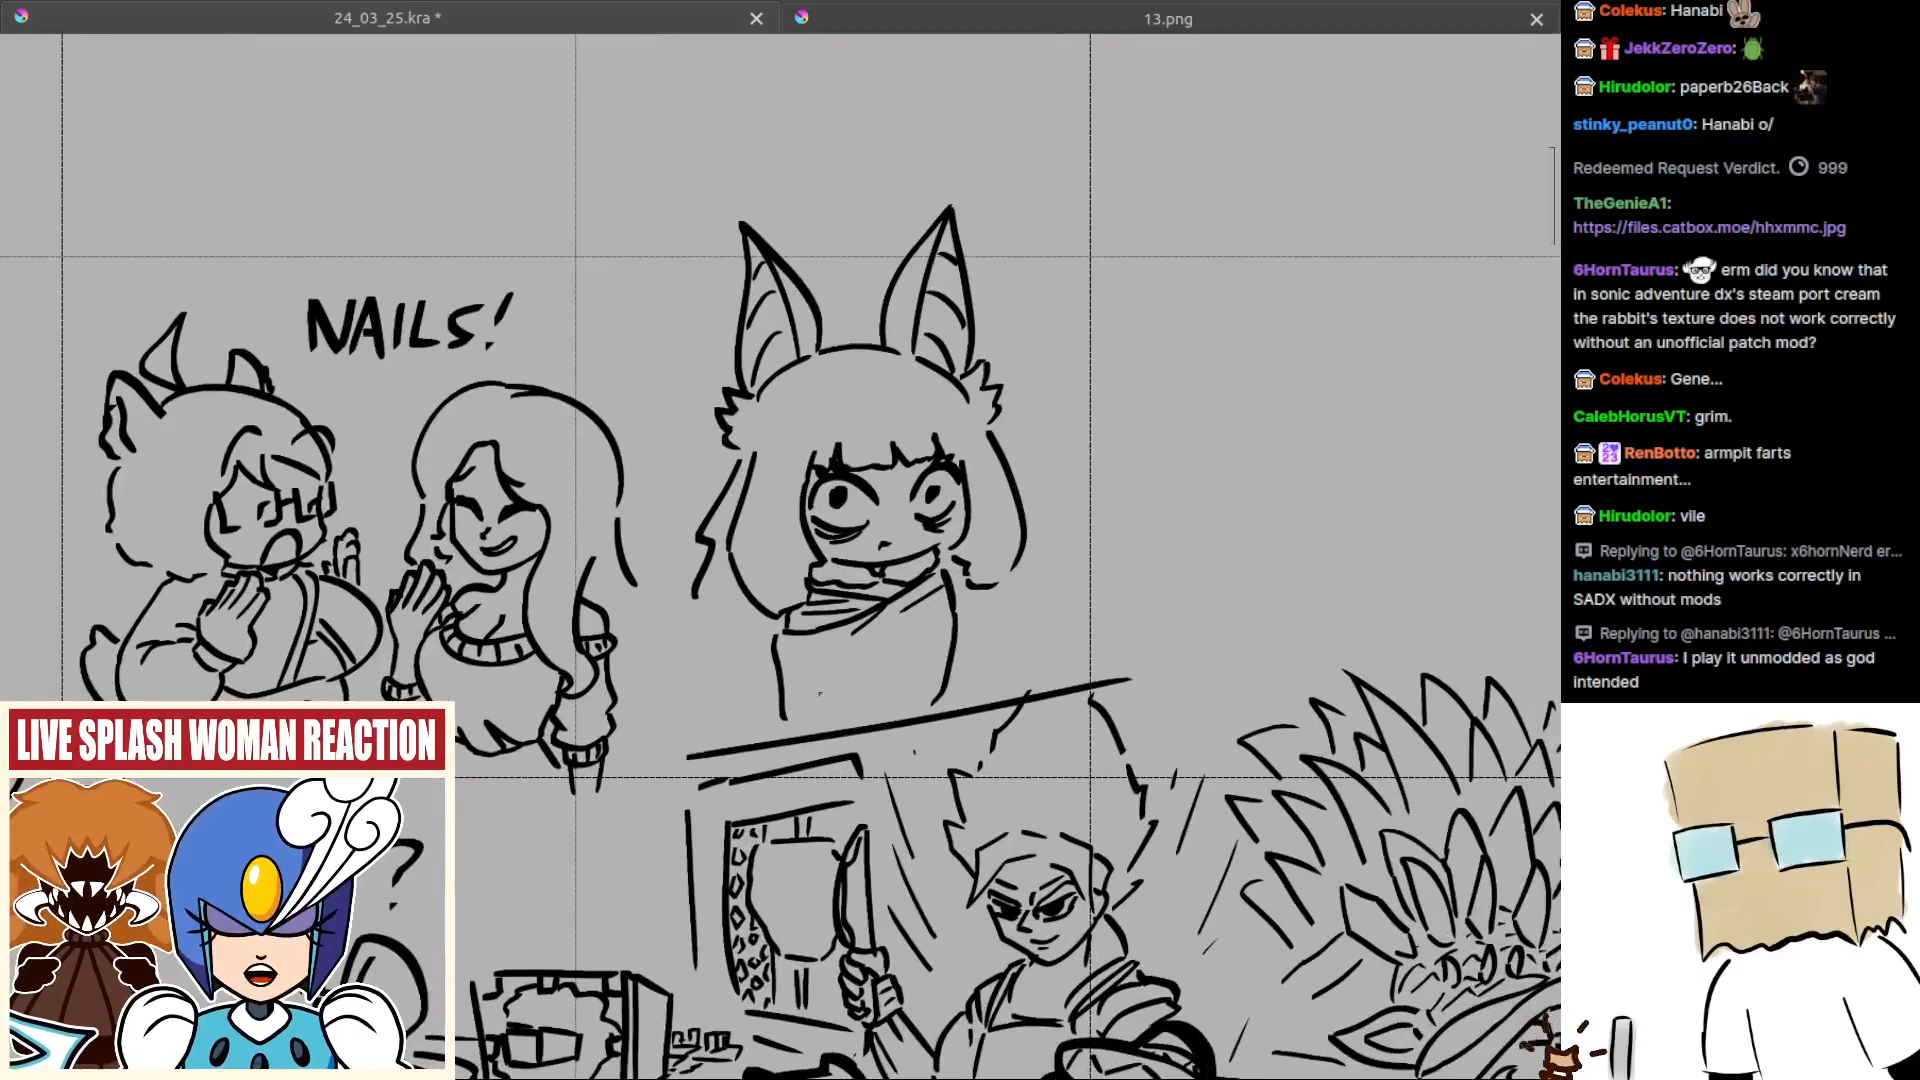 24_03_25.kra *
13.png
NAILS!
LIVE SPLASH WOMAN REACTION
?
Colekus: Hanabi
JekkZeroZero:
Hirudolor: paperb26Back
stinky_peanut0: Hanabi o/
Redeemed Request Verdict. 999
TheGenieA1:
https://files.catbox.moe/hhxmmc.jpg
6HornTaurus: erm did you know that
in sonic adventure dx's steam port cream
the rabbit's texture does not work correctly
without an unofficial patch mod?
Colekus: Gene...
CalebHorusVT: grim.
RenBotto: armpit farts
entertainment...
Hirudolor: vile
Replying to @6HornTaurus: x6hornNerd er...
hanabi3111: nothing works correctly in
SADX without mods
Replying to @hanabi3111: @6HornTaurus ...
6HornTaurus: I play it unmodded as god
intended